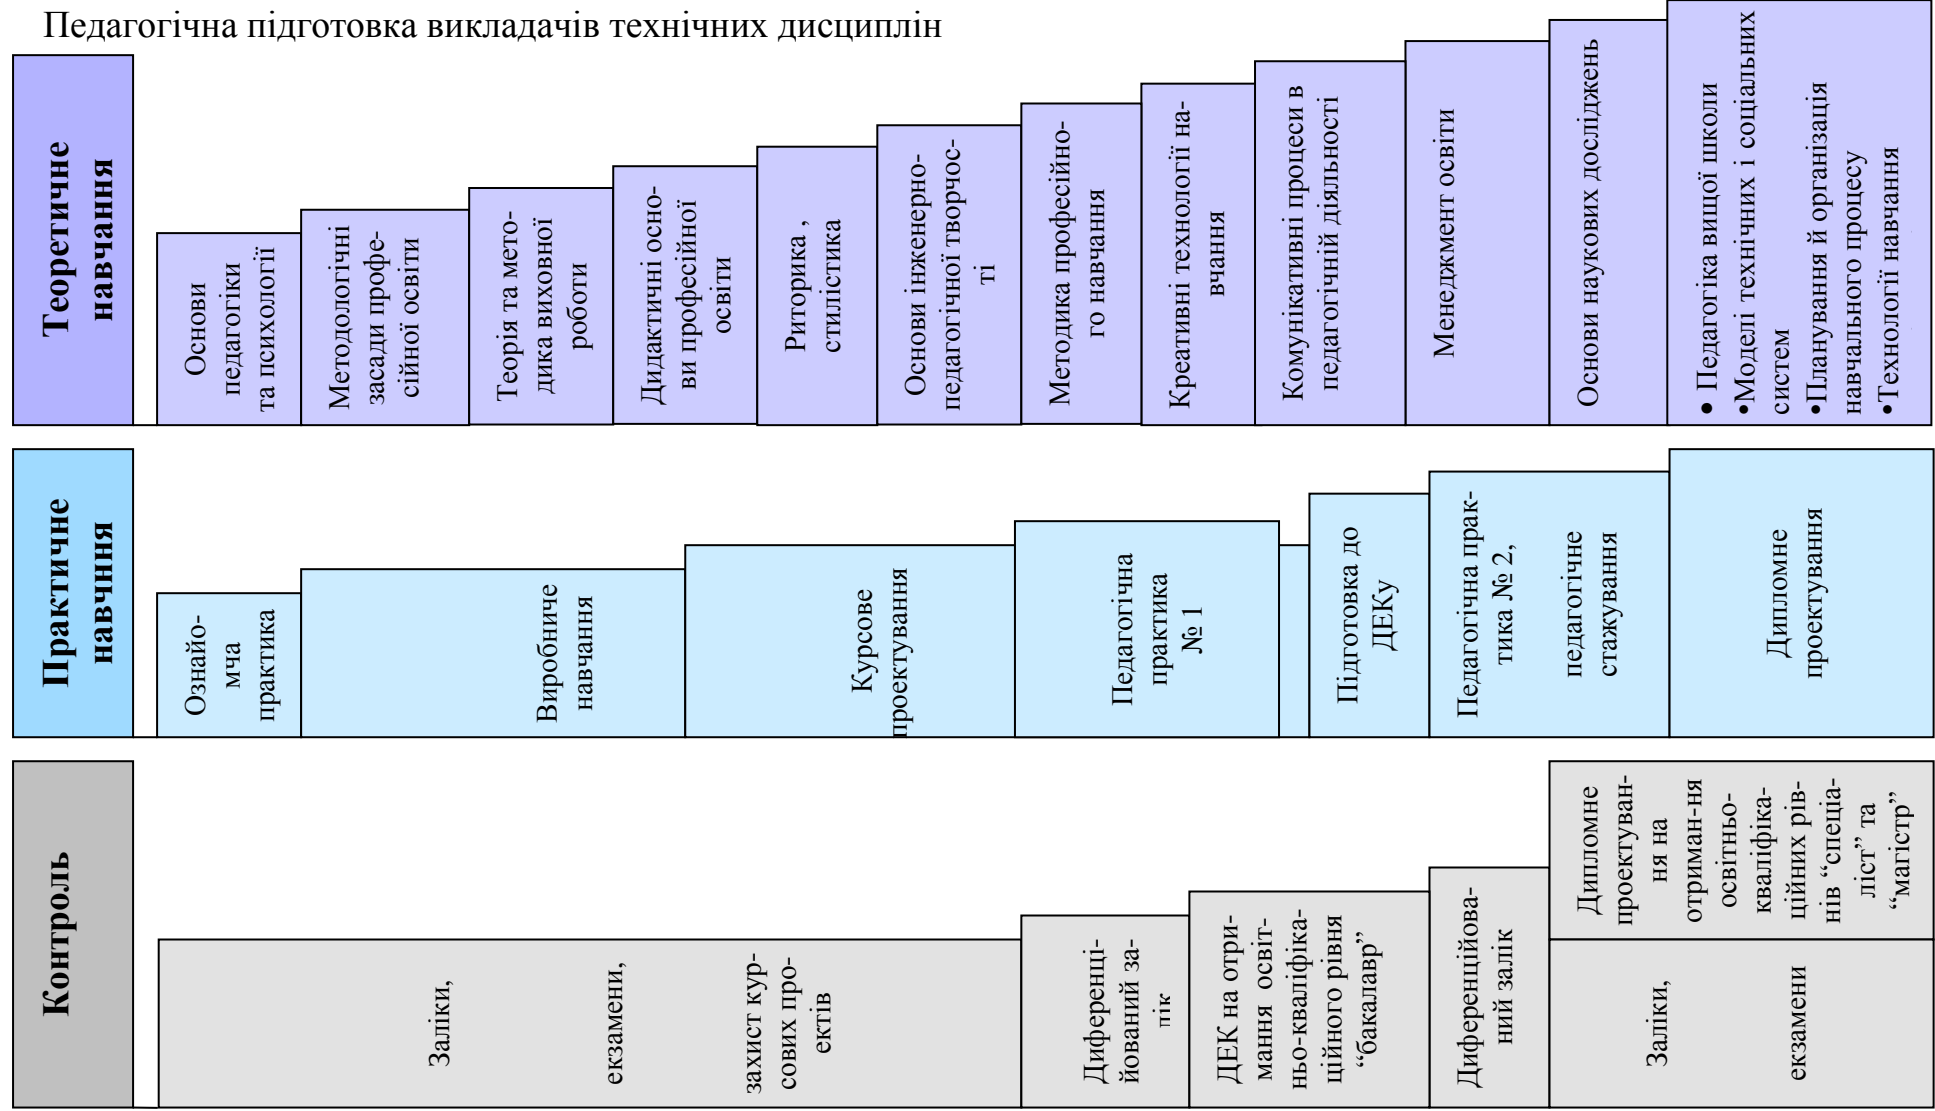 Педагогічна підготовка викладачів технічних дисциплін
Теоретичне
навчання
Основи
педагогіки
та психології
Методологічні
засади профе-
сійної освіти
Теорія та мето-
дика виховної
роботи
Дидактичні осно-
ви професійної
освіти
Риторика ,
стилістика
Основи інженерно-
педагогічної творчос-
ті
Методика професійно-
го навчання
Креативні технології на-
вчання
Комунікативні процеси в
педагогічній діяльності
Менеджмент освіти
Основи наукових досліджень
• Педагогіка вищої школи
•Моделі технічних і соціальних
систем
•Планування й організація
навчального процесу
•Технології навчання
Практичне
навчння
Ознайо-
мча
практика
Виробниче
навчання
Курсове
проектування
Педагогічна
практика
№ 1
Підготовка до
ДЕКу
Педагогічна прак-
тика № 2,
педагогічне
стажування
Дипломне
проектування
Контроль
Заліки,
екзамени,
захист кур-
сових про-
ектів
Диференці-
йований за-
лік
ДЕК на отри-
мання освіт-
ньо-кваліфіка-
ційного рівня
“бакалавр”
Диференційова-
ний залік
Дипломне
проектуван-
ня на
отриман-ня
освітньо-
кваліфіка-
ційних рів-
нів “спеціа-
ліст” та
“магістр”
Заліки,
екзамени